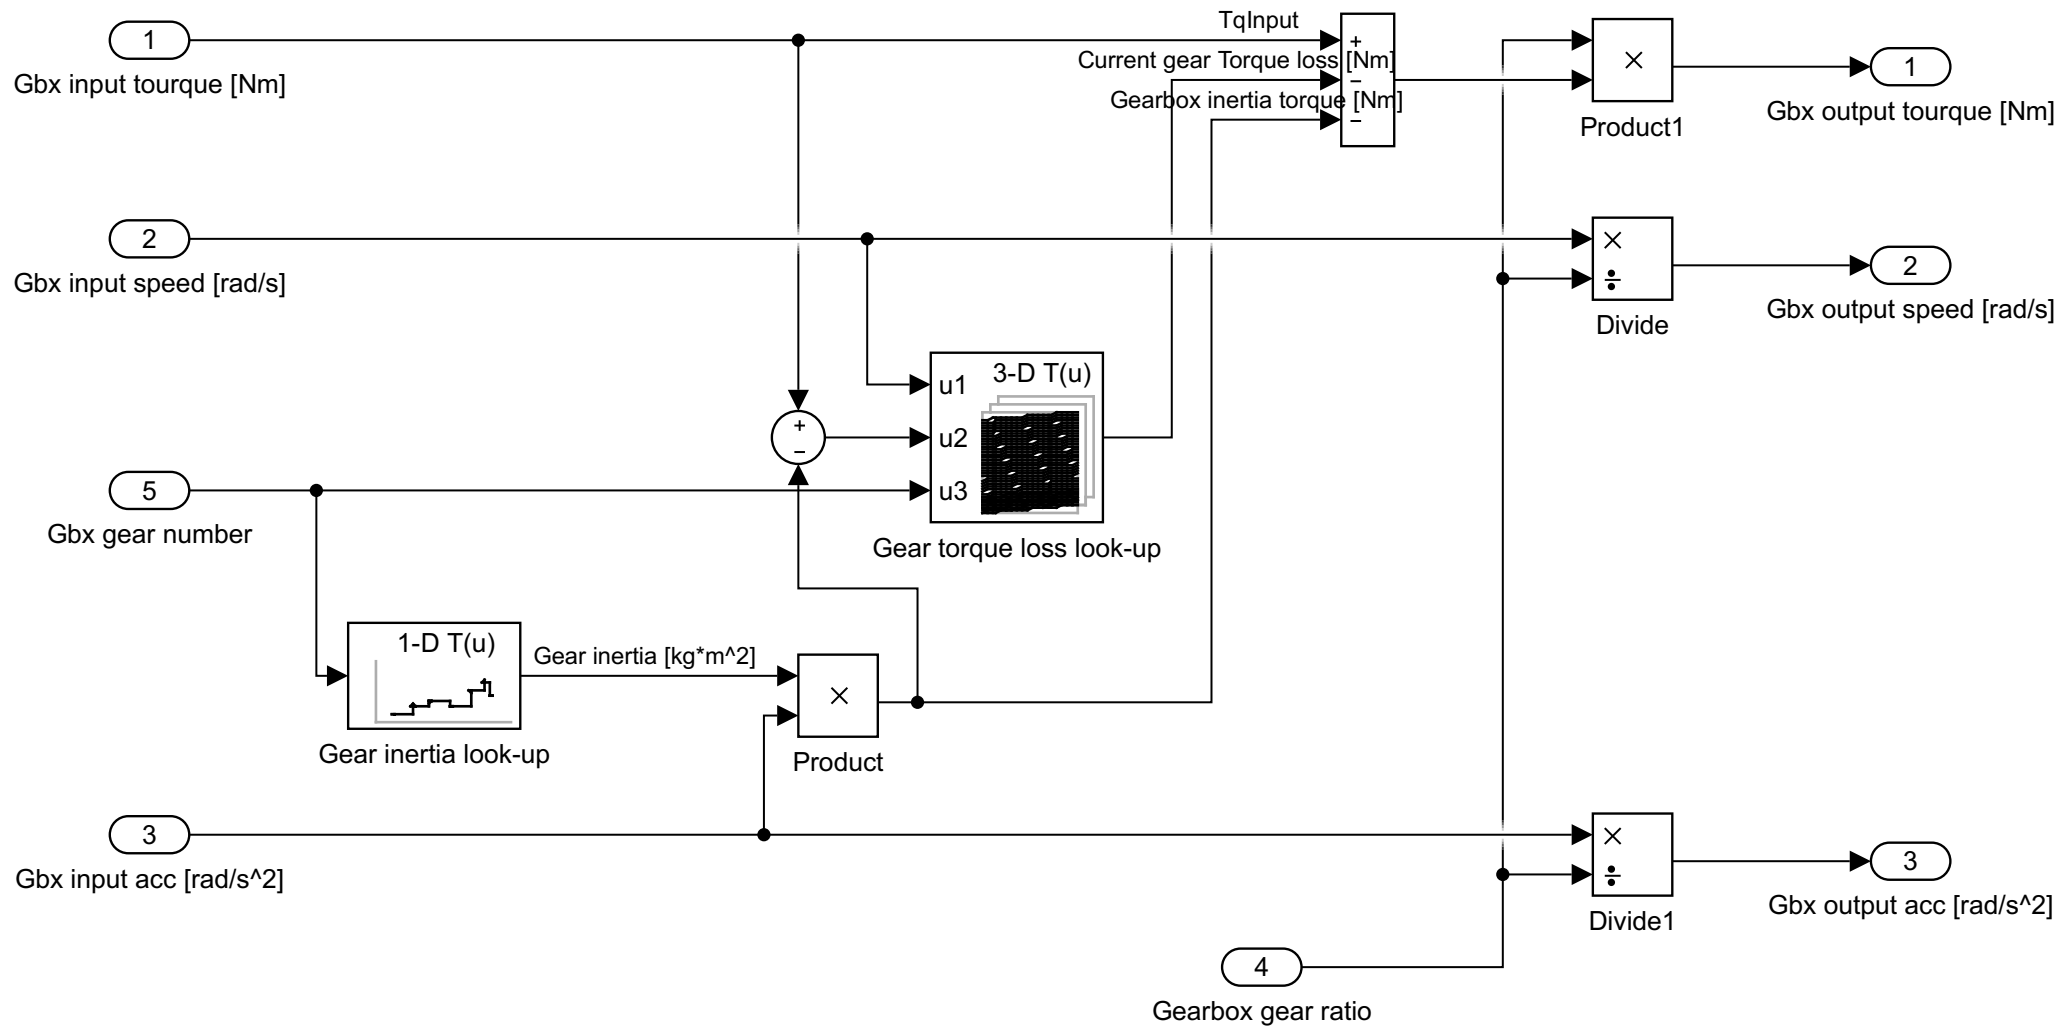 TqInput
1
+
Gbx input tourque [Nm]
Current gear Torque loss [Nm]
−
Gearbox inertia torque [Nm]
−
×
Product1
1
Gbx output tourque [Nm]
2
Gbx input speed [rad/s]
×
÷
Divide
2
Gbx output speed [rad/s]
3-D T(u)
u1
u2
u3
Gear torque loss look-up
+
−
5
Gbx gear number
1-D T(u)
Gear inertia look-up
Gear inertia [kg*m^2]
×
Product
3
Gbx input acc [rad/s^2]
×
÷
Divide1
3
Gbx output acc [rad/s^2]
4
Gearbox gear ratio